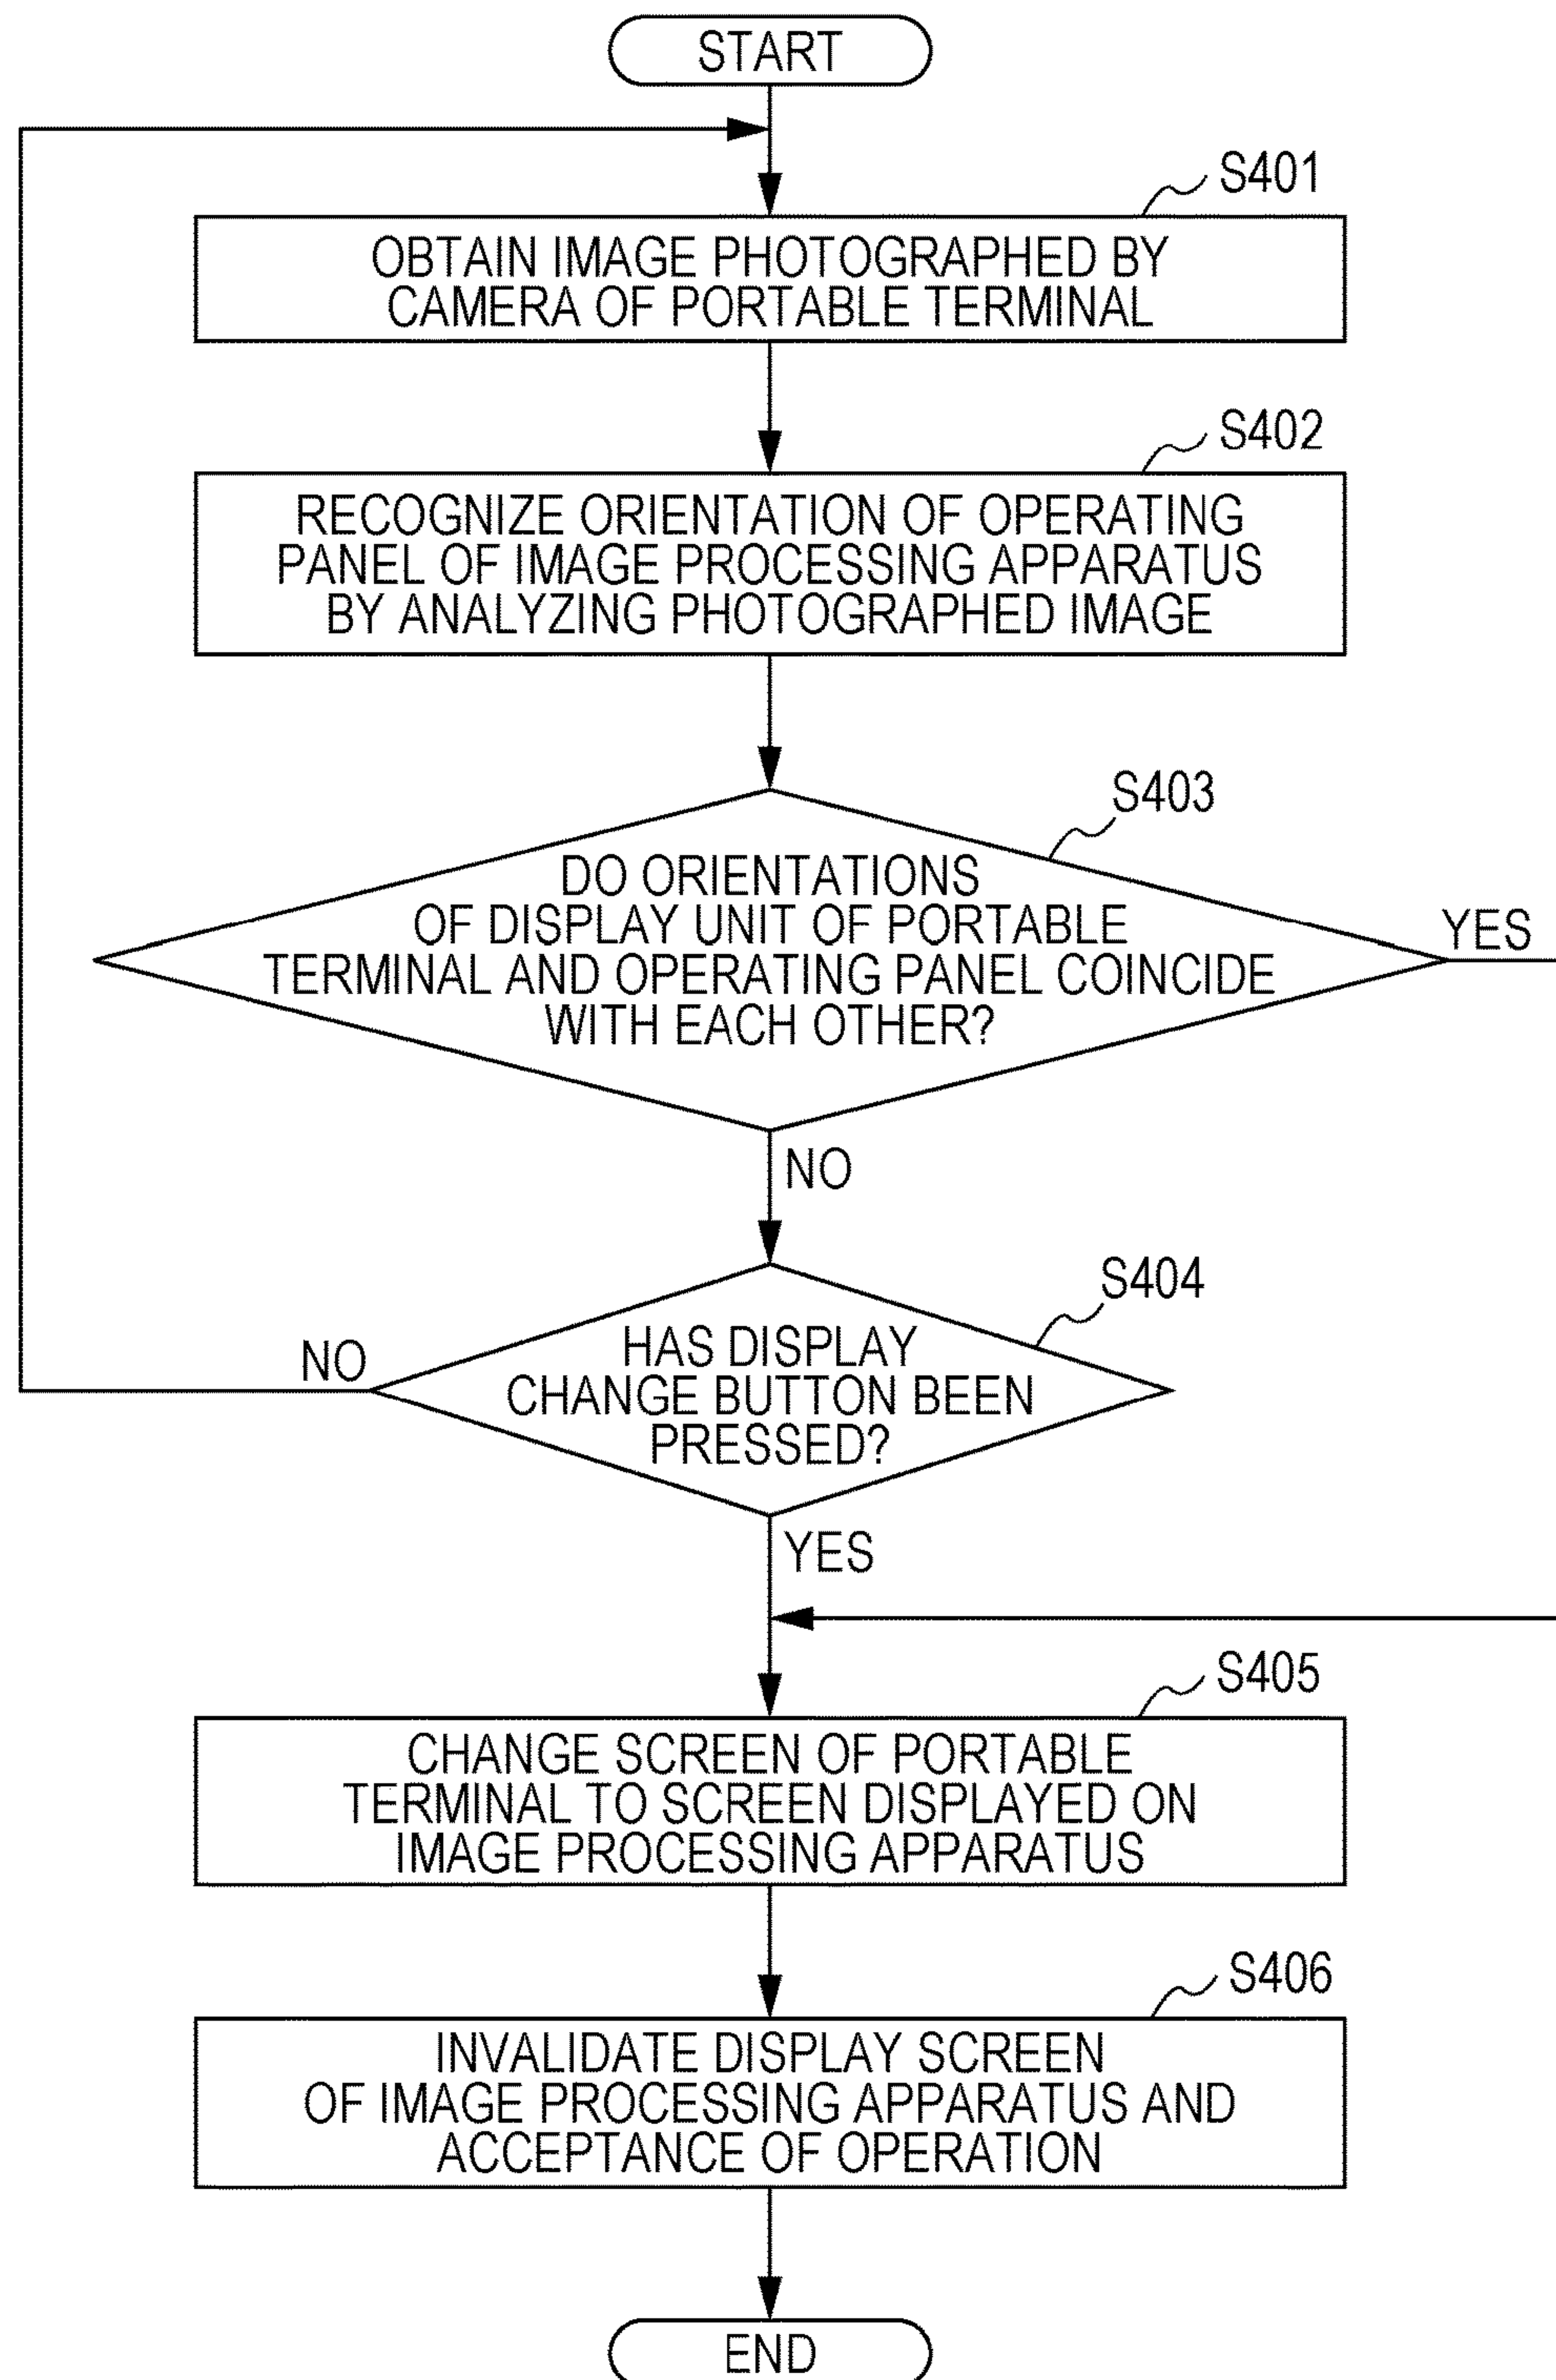 START
S401
OBTAIN IMAGE PHOTOGRAPHED BY
CAMERA OF PORTABLE TERMINAL
S402
RECOGNIZE ORIENTATION OF OPERATING
PANEL OF IMAGE PROCESSING APPARATUS
BY ANALYZING PHOTOGRAPHED IMAGE
S403
DO ORIENTATIONS
OF DISPLAY UNIT OF PORTABLE
TERMINAL AND OPERATING PANEL COINCIDE
WITH EACH OTHER?
YES
NO
S404
HAS DISPLAY
CHANGE BUTTON BEEN
PRESSED?
NO
YES
S405
CHANGE SCREEN OF PORTABLE
TERMINAL TO SCREEN DISPLAYED ON
IMAGE PROCESSING APPARATUS
S406
INVALIDATE DISPLAY SCREEN
OF IMAGE PROCESSING APPARATUS AND
ACCEPTANCE OF OPERATION
END